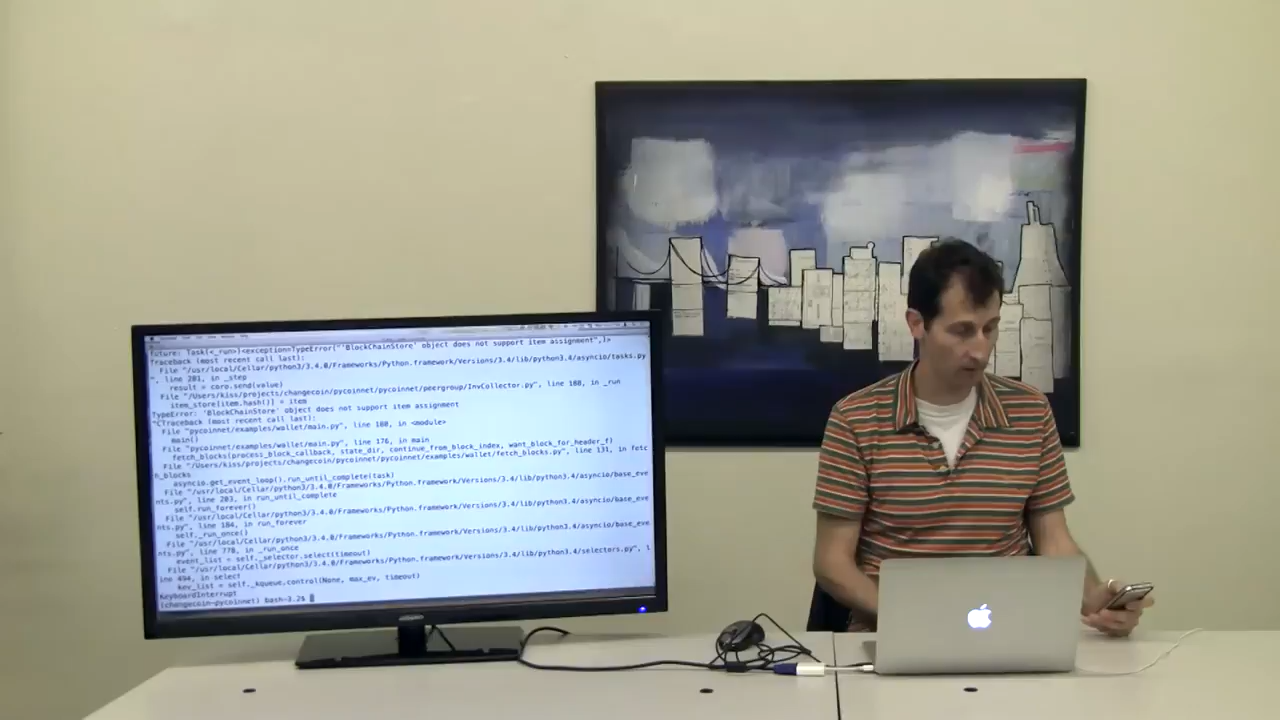 future: Task(<_run>)<exception=TypeError("'BlockChainStore' object does not support item assignment",)>
Traceback (most recent call last):
File "/usr/local/Cellar/python3/3.4.0/Frameworks/Python.framework/Versions/3.4/lib/python3.4/asyncio/tasks.py
", line 281, in _step
result = coro.send(value)
File "/Users/kiss/projects/changecoin/pycoinnet/pycoinnet/peergroup/InvCollector.py", line 188, in _run
item_store[item.hash()] = item
TypeError: 'BlockChainStore' object does not support item assignment
^CTraceback (most recent call last):
File "pycoinnet/examples/wallet/main.py", line 180, in <module>
main()
File "pycoinnet/examples/wallet/main.py", line 176, in main
fetch_blocks(process_block_callback, state_dir, continue_from_block_index, want_block_for_header_f)
File "/Users/kiss/projects/changecoin/pycoinnet/pycoinnet/examples/wallet/fetch_blocks.py", line 131, in fetc
h_blocks
asyncio.get_event_loop().run_until_complete(task)
File "/usr/local/Cellar/python3/3.4.0/Frameworks/Python.framework/Versions/3.4/lib/python3.4/asyncio/base_eve
nts.py", line 203, in run_until_complete
self.run_forever()
File "/usr/local/Cellar/python3/3.4.0/Frameworks/Python.framework/Versions/3.4/lib/python3.4/asyncio/base_eve
nts.py", line 184, in run_forever
self._run_once()
File "/usr/local/Cellar/python3/3.4.0/Frameworks/Python.framework/Versions/3.4/lib/python3.4/asyncio/base_eve
nts.py", line 778, in _run_once
event_list = self._selector.select(timeout)
File "/usr/local/Cellar/python3/3.4.0/Frameworks/Python.framework/Versions/3.4/lib/python3.4/selectors.py", l
ine 494, in select
kev_list = self._kqueue.control(None, max_ev, timeout)
KeyboardInterrupt
(changecoin-pycoinnet) bash-3.2$